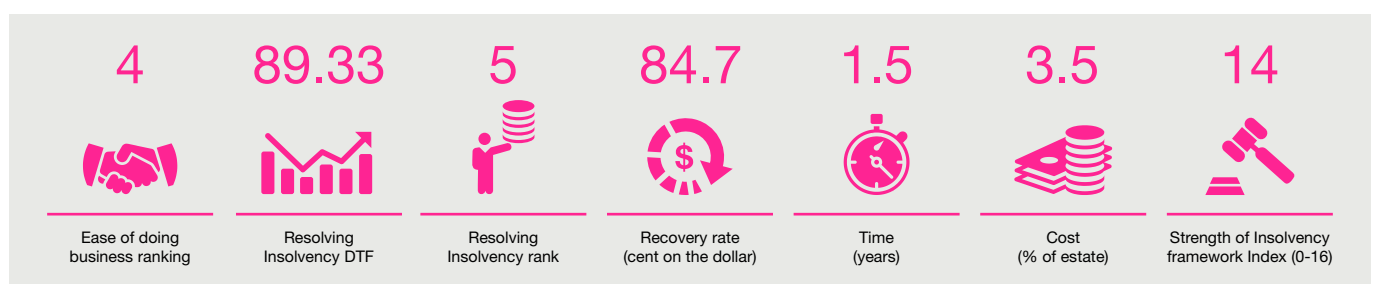 4
89.33
5
84.7
1.5
3.5
14
$
Ease of doing
business ranking
Resolving
Insolvency DTF
Resolving
Insolvency rank
Recovery rate
(cent on the dollar)
Time
(years)
Cost
(% of estate)
Strength of Insolvency
framework Index (0-16)